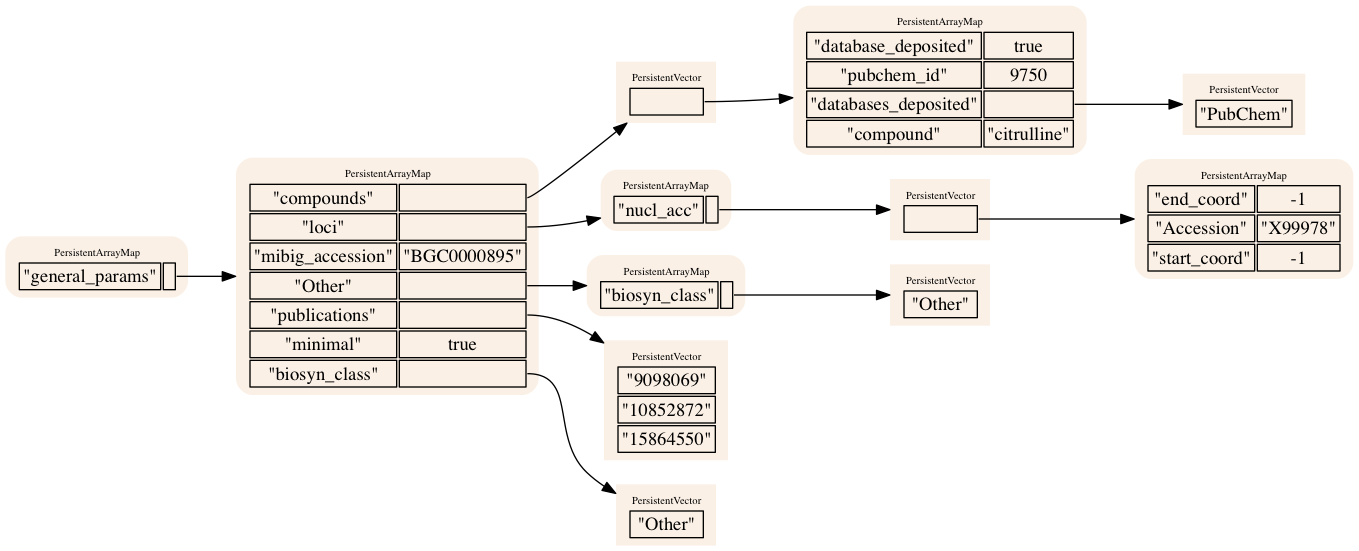 PersistentArrayMap
"general_params"
PersistentArrayMap
"compounds"
"loci"
"mibig_accession" "BGC0000895"
"Other"
"publications"
"minimal" true
"biosyn_class"
PersistentVector
PersistentArrayMap
"database_deposited" true
"pubchem_id" 9750
"databases_deposited"
"compound" "citrulline"
PersistentVector
"PubChem"
PersistentArrayMap
"nucl_acc"
PersistentVector
PersistentArrayMap
"end_coord" -1
"Accession" "X99978"
"start_coord" -1
PersistentArrayMap
"biosyn_class"
PersistentVector
"Other"
PersistentVector
"9098069"
"10852872"
"15864550"
PersistentVector
"Other"